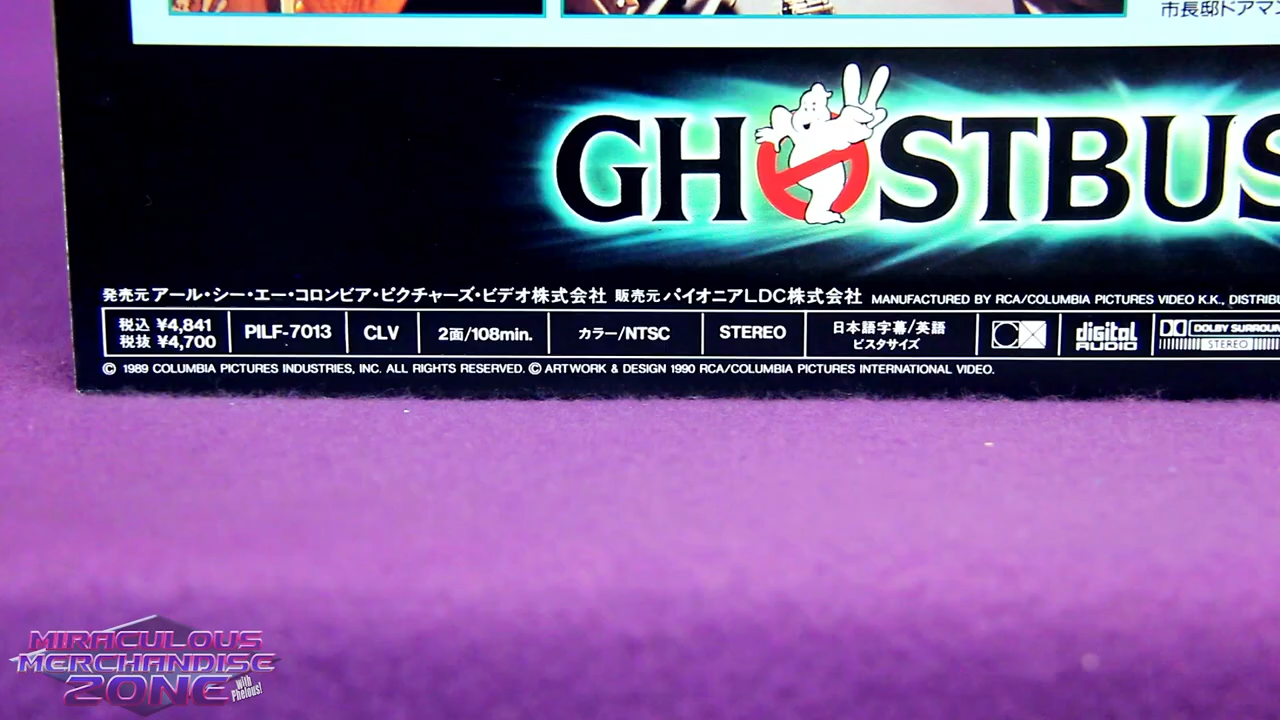 市長邸ドアマン
GHOSTBUS
発売元 アール・シー・エー・コロンビア・ピクチャーズ・ビデオ株式会社 販売元 パイオニアLDC株式会社 MANUFACTURED BY RCA/COLUMBIA PICTURES VIDEO K.K., DISTRIBU
税込 ¥4,841
税抜 ¥4,700
PILF-7013
CLV
2面/108min.
カラー/NTSC
STEREO
日本語字幕/英語
ビスタサイズ
digital
AUDIO
DOLBY SURROUN
STEREO
© 1989 COLUMBIA PICTURES INDUSTRIES, INC. ALL RIGHTS RESERVED. © ARTWORK & DESIGN 1990 RCA/COLUMBIA PICTURES INTERNATIONAL VIDEO.
MIRACULOUS
MERCHANDISE
ZONE
with
Phelous!